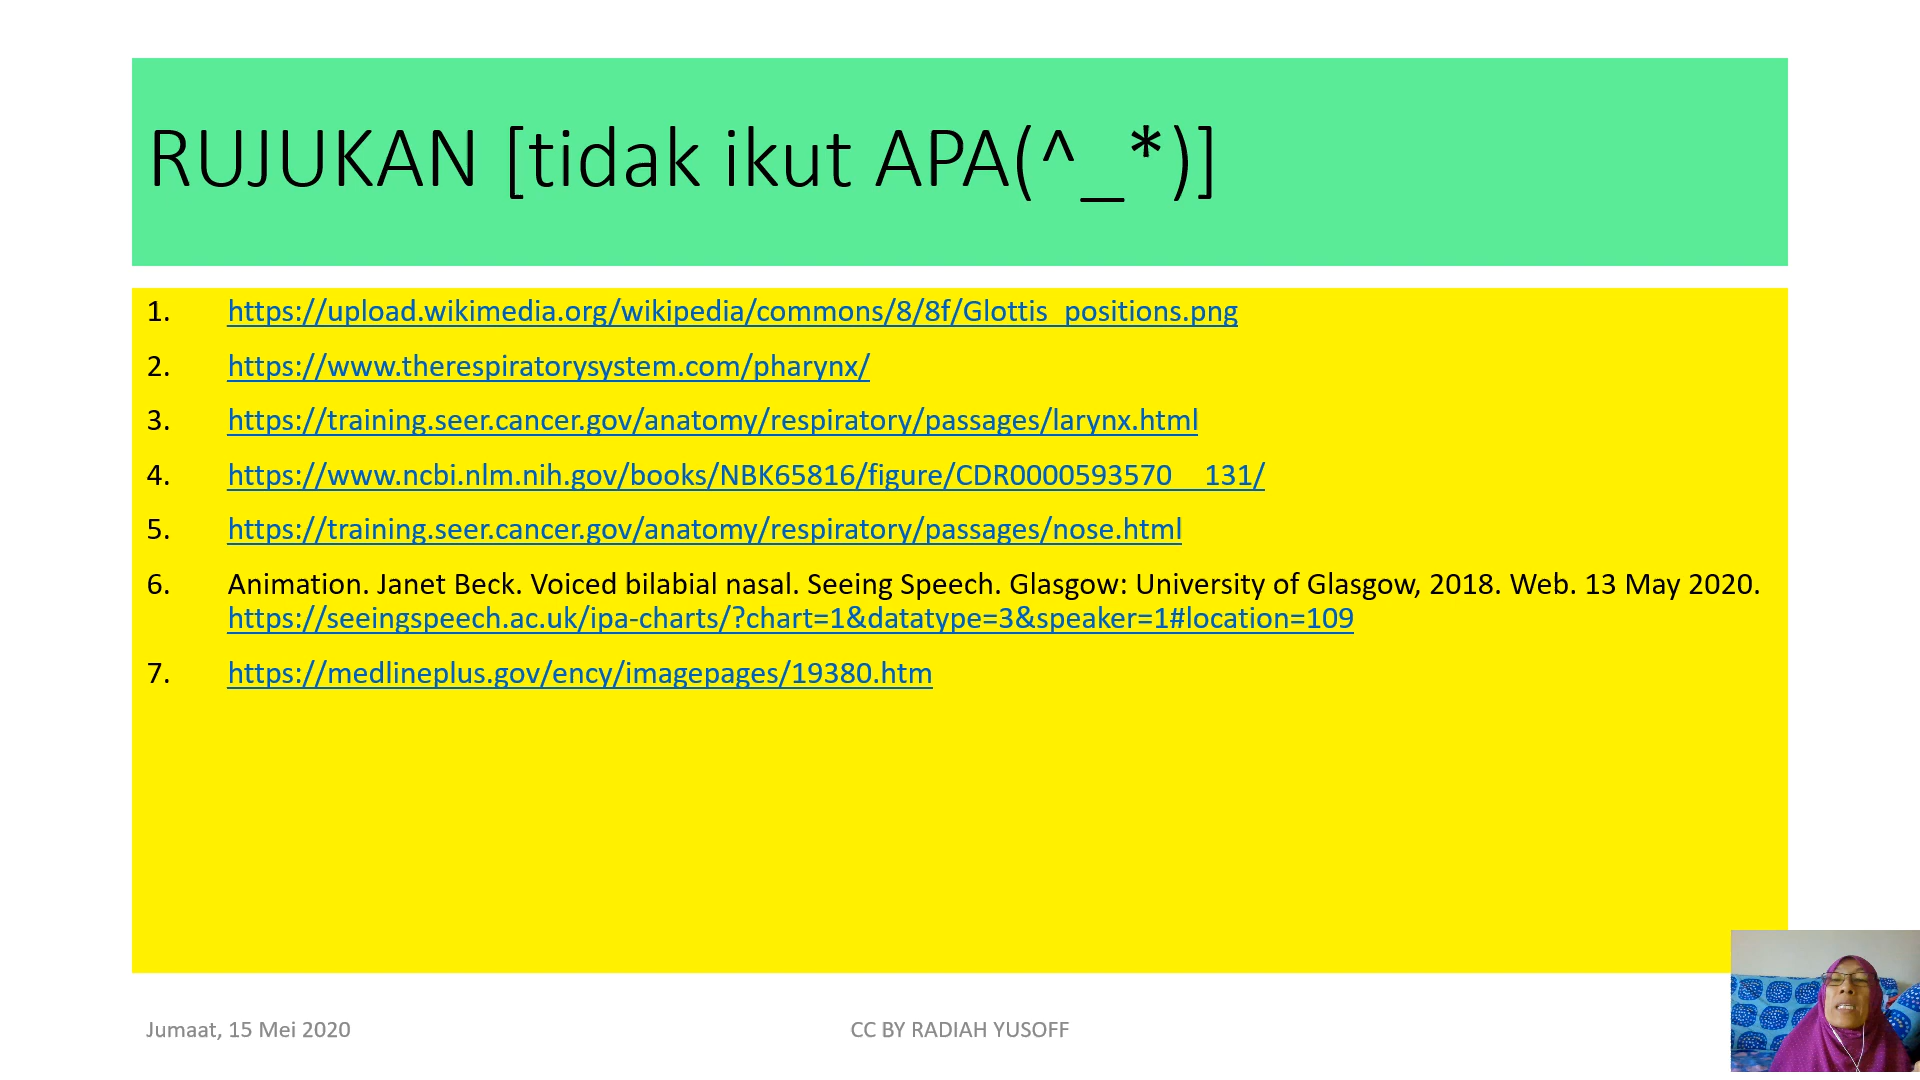 RUJUKAN [tidak ikut APA(^_*)]
1. https://upload.wikimedia.org/wikipedia/commons/8/8f/Glottis_positions.png
2. https://www.therespiratorysystem.com/pharynx/
3. https://training.seer.cancer.gov/anatomy/respiratory/passages/larynx.html
4. https://www.ncbi.nlm.nih.gov/books/NBK65816/figure/CDR0000593570__131/
5. https://training.seer.cancer.gov/anatomy/respiratory/passages/nose.html
6. Animation. Janet Beck. Voiced bilabial nasal. Seeing Speech. Glasgow: University of Glasgow, 2018. Web. 13 May 2020.
https://seeingspeech.ac.uk/ipa-charts/?chart=1&datatype=3&speaker=1#location=109
7. https://medlineplus.gov/ency/imagepages/19380.htm
Jumaat, 15 Mei 2020
CC BY RADIAH YUSOFF